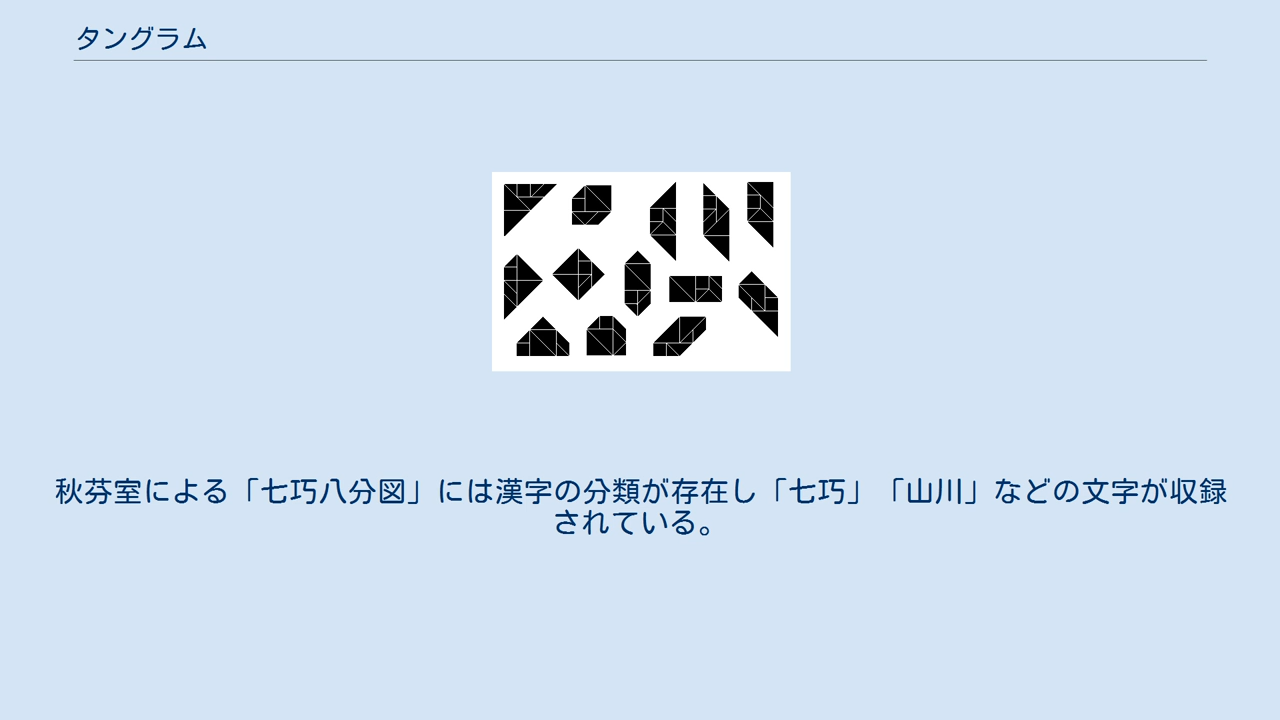 タングラム
秋芬室による「七巧八分図」には漢字の分類が存在し「七巧」「山川」などの文字が収録
されている。